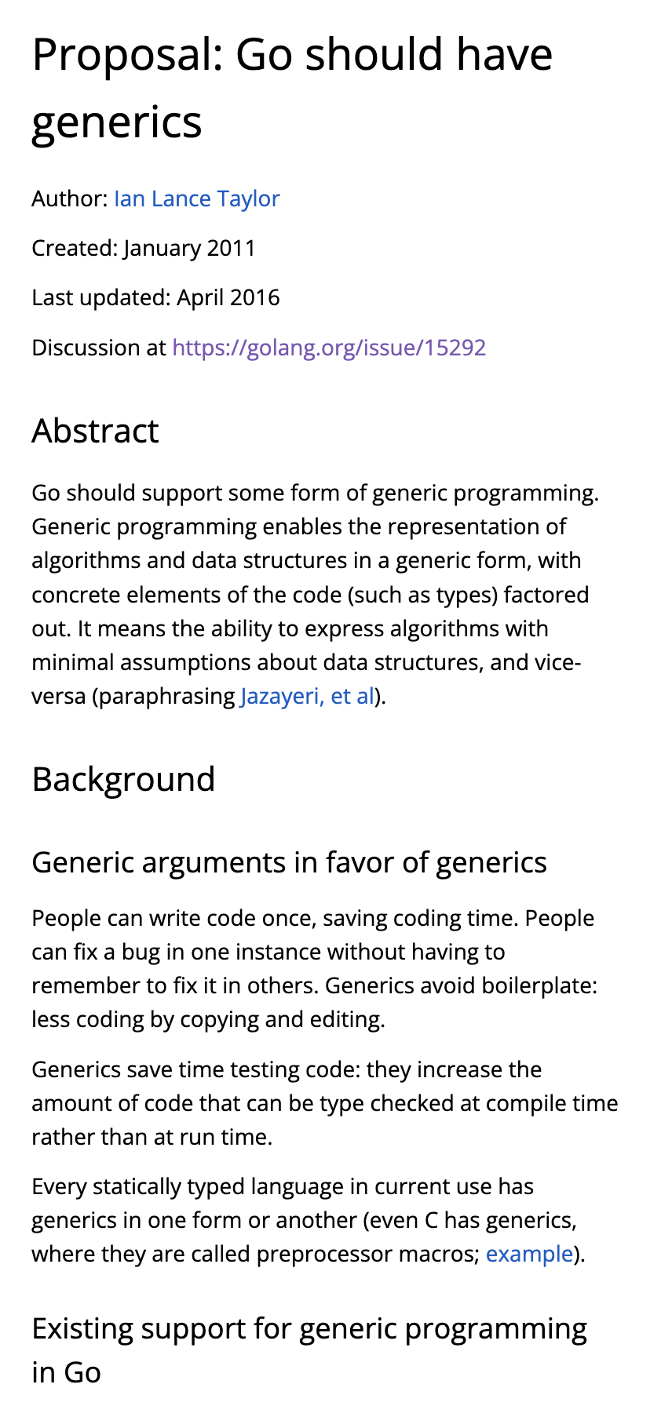 Proposal: Go should have
generics
Author: Ian Lance Taylor
Created: January 2011
Last updated: April 2016
Discussion at https://golang.org/issue/15292
Abstract
Go should support some form of generic programming.
Generic programming enables the representation of
algorithms and data structures in a generic form, with
concrete elements of the code (such as types) factored
out. It means the ability to express algorithms with
minimal assumptions about data structures, and vice-
versa (paraphrasing Jazayeri, et al).
Background
Generic arguments in favor of generics
People can write code once, saving coding time. People
can fix a bug in one instance without having to
remember to fix it in others. Generics avoid boilerplate:
less coding by copying and editing.
Generics save time testing code: they increase the
amount of code that can be type checked at compile time
rather than at run time.
Every statically typed language in current use has
generics in one form or another (even C has generics,
where they are called preprocessor macros; example).
Existing support for generic programming
in Go